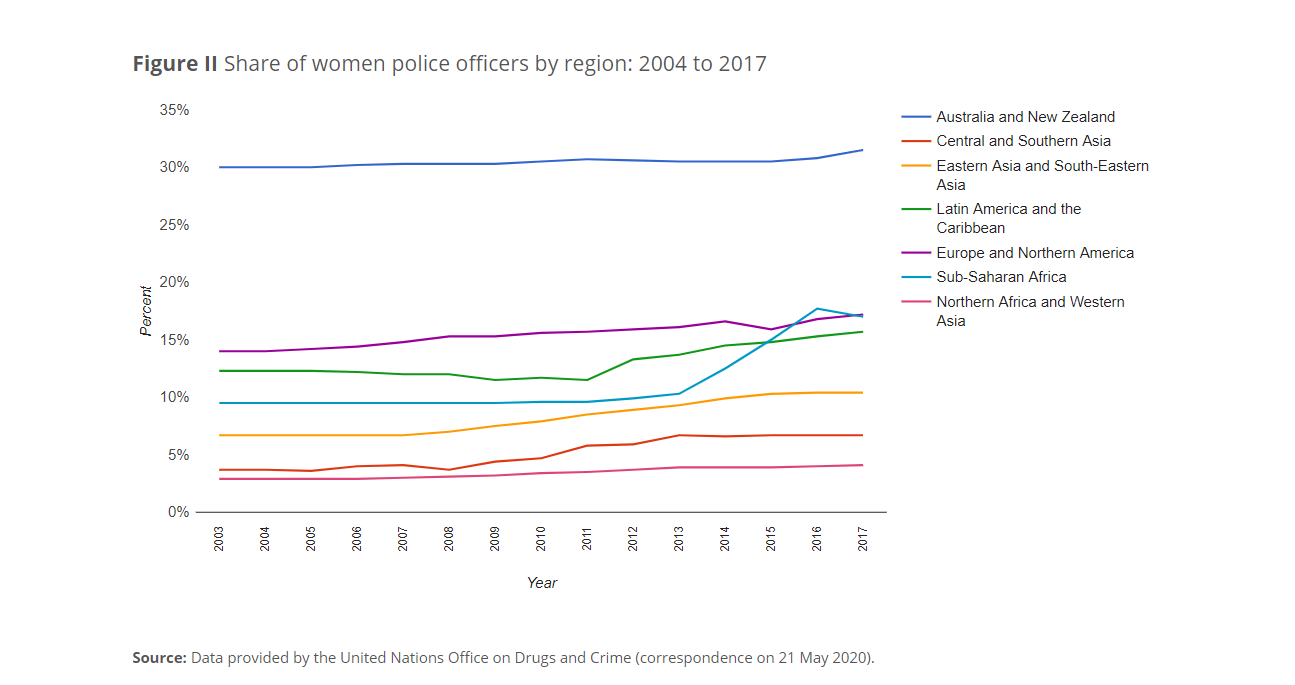 Figure II Share of women police officers by region: 2004 to 2017
35%
30%
25%
20%
15%
10%
5%
0%
Percent
2003
2004
2005
2006
2007
2008
2009
2010
2011
2012
2013
2014
2015
2016
2017
Year
Australia and New Zealand
Central and Southern Asia
Eastern Asia and South-Eastern
Asia
Latin America and the
Caribbean
Europe and Northern America
Sub-Saharan Africa
Northern Africa and Western
Asia
Source: Data provided by the United Nations Office on Drugs and Crime (correspondence on 21 May 2020).